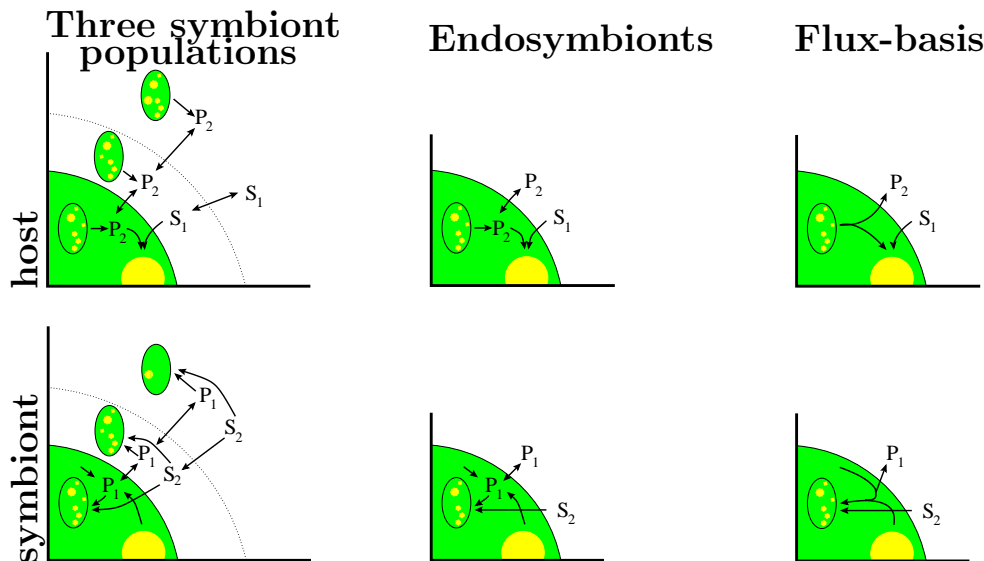 Three symbiont
populations
Endosymbionts
Flux-basis
host
P2
P2
P2
S1
S1
P2
P2
S1
P2
S1
symbiont
P1
S2
P1
S2
P1
P1
P1
S2
P1
S2